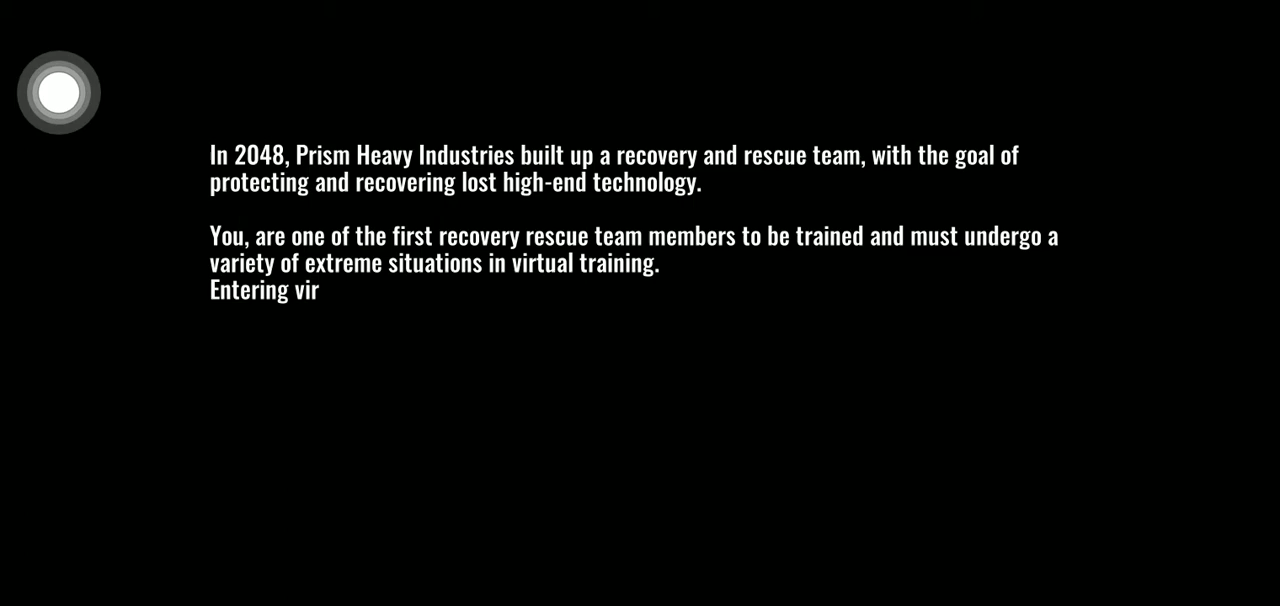 In 2048, Prism Heavy Industries built up a recovery and rescue team, with the goal of
protecting and recovering lost high-end technology.
You, are one of the first recovery rescue team members to be trained and must undergo a
variety of extreme situations in virtual training.
Entering vir